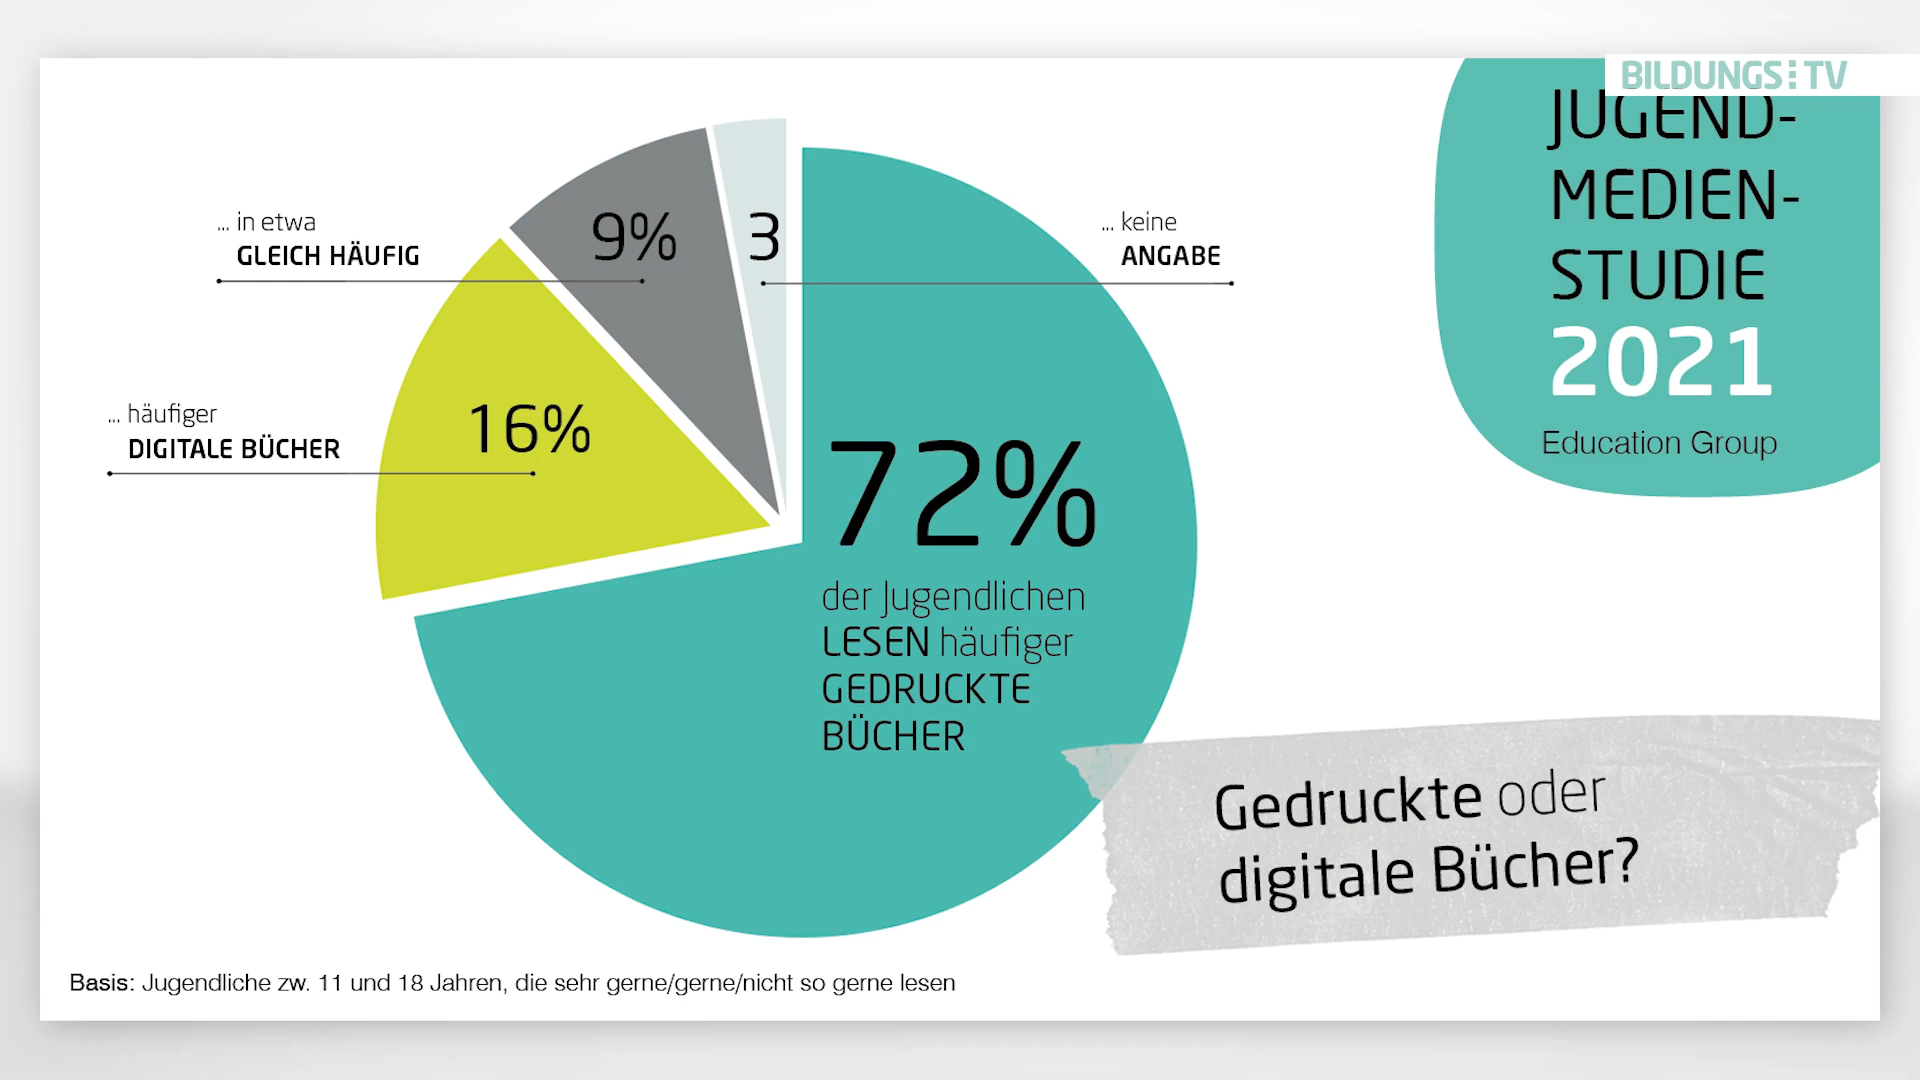 BILDUNGS TV
JUGEND-
MEDIEN-
STUDIE
2021
Education Group
... in etwa
GLEICH HÄUFIG
9%
3
... keine
ANGABE
... häufiger
DIGITALE BÜCHER
16%
72%
der Jugendlichen
LESEN häufiger
GEDRUCKTE
BÜCHER
Gedruckte oder
digitale Bücher?
Basis: Jugendliche zw. 11 und 18 Jahren, die sehr gerne/gerne/nicht so gerne lesen